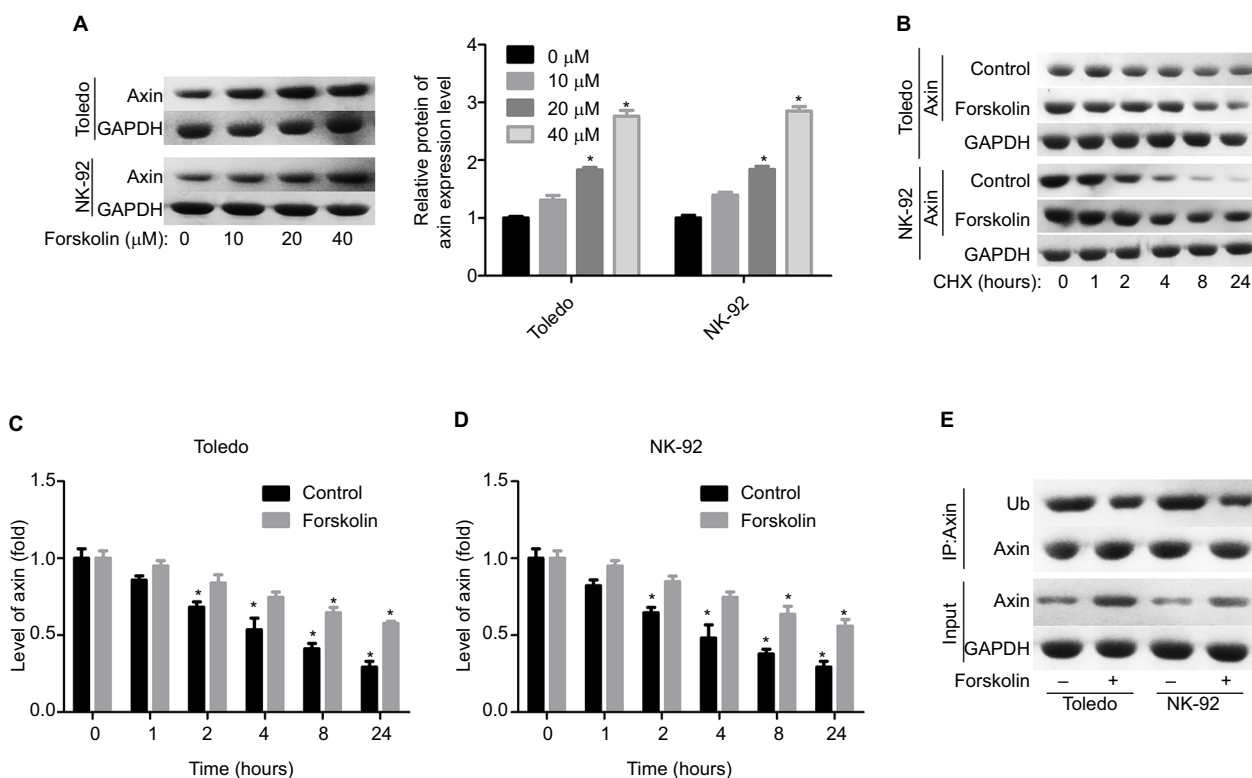 A
Toledo
Axin
GAPDH
NK-92
Axin
GAPDH
Forskolin (μM): 0 10 20 40
Relative protein of
axin expression level
4
3
2
1
0
0 μM
10 μM
20 μM
40 μM
* * * *
Toledo NK-92
B
Toledo
Axin
Control
Forskolin
GAPDH
NK-92
Axin
Control
Forskolin
GAPDH
CHX (hours): 0 1 2 4 8 24
C
Toledo
Level of axin (fold)
1.5
1.0
0.5
0.0
Control
Forskolin
* * * * * *
0 1 2 4 8 24
Time (hours)
D
NK-92
Level of axin (fold)
1.5
1.0
0.5
0.0
Control
Forskolin
* * * * * *
0 1 2 4 8 24
Time (hours)
E
IP:Axin
Ub
Axin
Input
Axin
GAPDH
Forskolin – + – +
Toledo NK-92